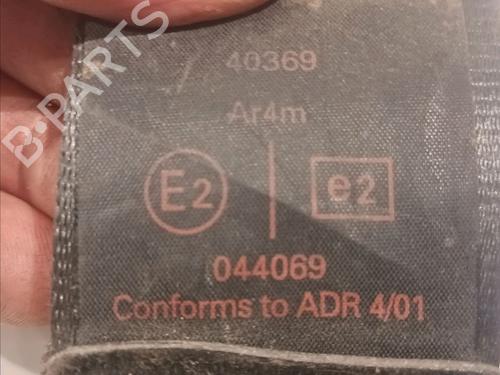 B-PARTS
40369
Ar4m
E2 e2
044069
Conforms to ADR 4/01